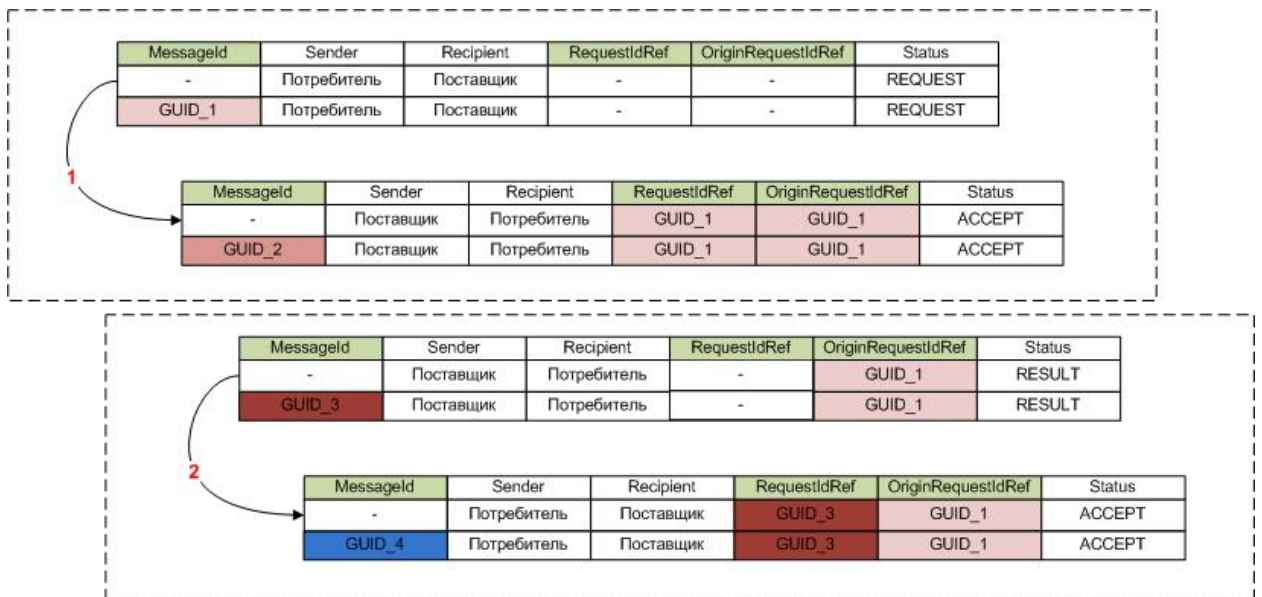 MessageId Sender Recipient RequestIdRef OriginRequestIdRef Status
- Потребитель Поставщик - - REQUEST
GUID_1 Потребитель Поставщик - - REQUEST
1
MessageId Sender Recipient RequestIdRef OriginRequestIdRef Status
- Поставщик Потребитель GUID_1 GUID_1 ACCEPT
GUID_2 Поставщик Потребитель GUID_1 GUID_1 ACCEPT
MessageId Sender Recipient RequestIdRef OriginRequestIdRef Status
- Поставщик Потребитель - GUID_1 RESULT
GUID_3 Поставщик Потребитель - GUID_1 RESULT
2
MessageId Sender Recipient RequestIdRef OriginRequestIdRef Status
- Потребитель Поставщик GUID_3 GUID_1 ACCEPT
GUID_4 Потребитель Поставщик GUID_3 GUID_1 ACCEPT